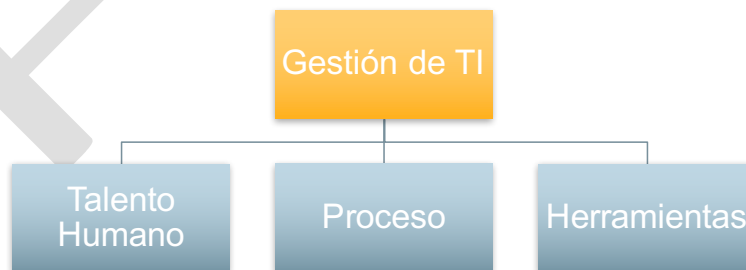 Gestión de TI
Talento
Humano
Proceso
Herramientas